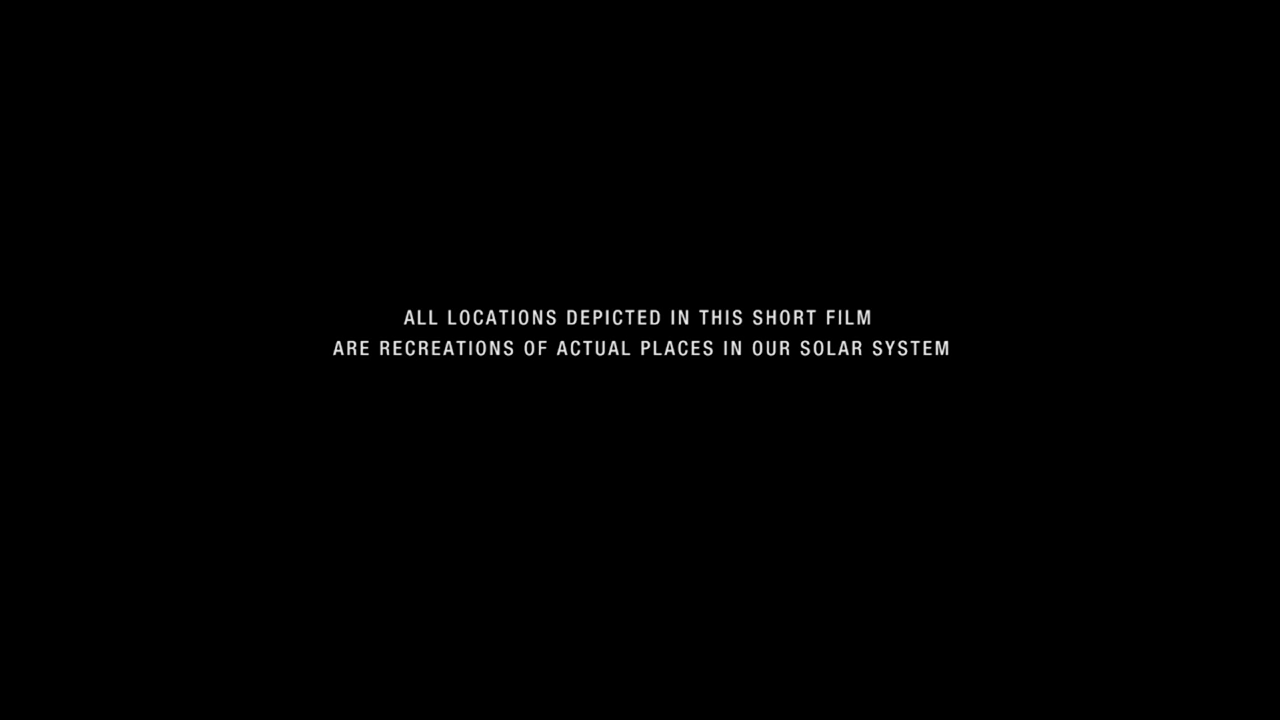 ALL LOCATIONS DEPICTED IN THIS SHORT FILM
ARE RECREATIONS OF ACTUAL PLACES IN OUR SOLAR SYSTEM